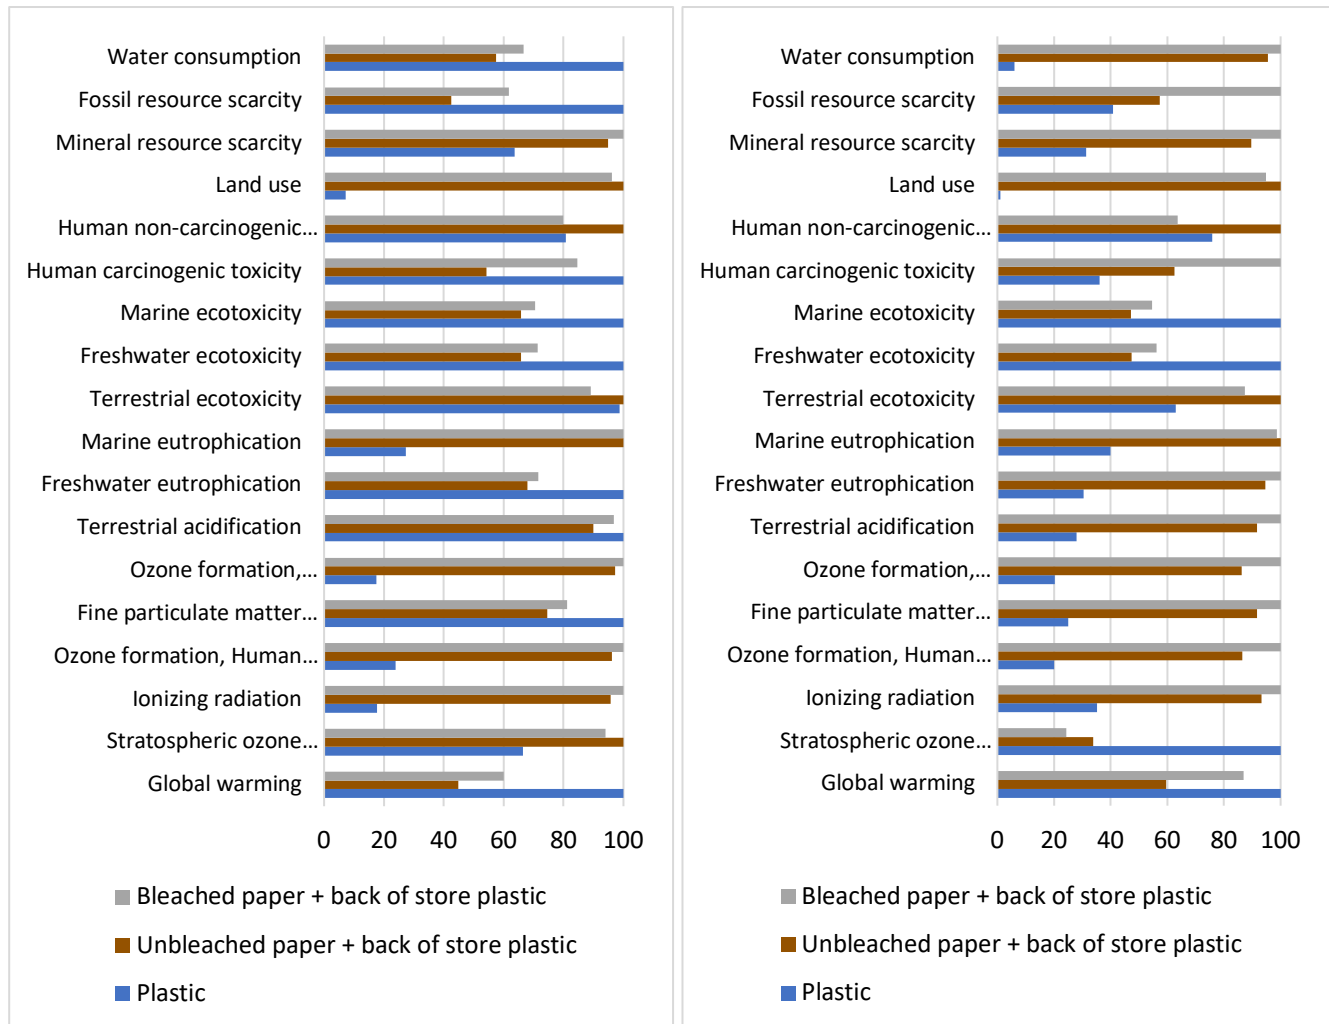 Water consumption
Fossil resource scarcity
Mineral resource scarcity
Land use
Human non-carcinogenic...
Human carcinogenic toxicity
Marine ecotoxicity
Freshwater ecotoxicity
Terrestrial ecotoxicity
Marine eutrophication
Freshwater eutrophication
Terrestrial acidification
Ozone formation,...
Fine particulate matter...
Ozone formation, Human...
Ionizing radiation
Stratospheric ozone...
Global warming
0 20 40 60 80 100
Bleached paper + back of store plastic
Unbleached paper + back of store plastic
Plastic
Water consumption
Fossil resource scarcity
Mineral resource scarcity
Land use
Human non-carcinogenic...
Human carcinogenic toxicity
Marine ecotoxicity
Freshwater ecotoxicity
Terrestrial ecotoxicity
Marine eutrophication
Freshwater eutrophication
Terrestrial acidification
Ozone formation,...
Fine particulate matter...
Ozone formation, Human...
Ionizing radiation
Stratospheric ozone...
Global warming
0 20 40 60 80 100
Bleached paper + back of store plastic
Unbleached paper + back of store plastic
Plastic